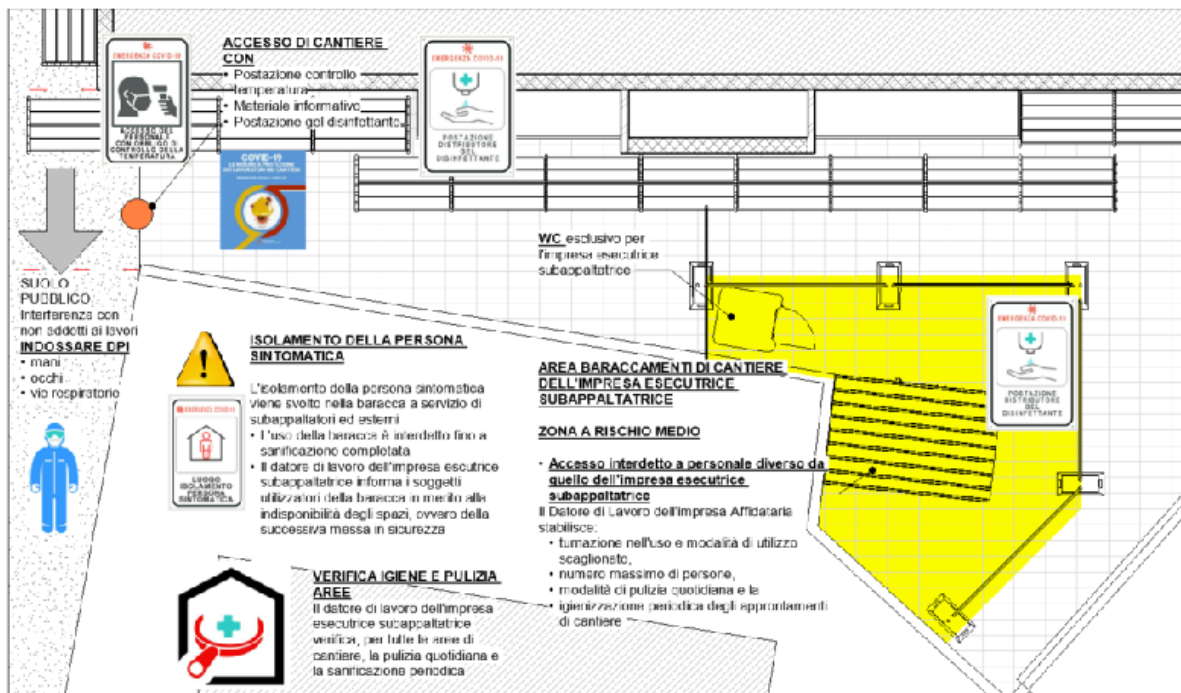 EMERGENZA COVID-19
ACCESSO DEL
PERSONALE
CON OBBLIGO DI
CONTROLLO DELLA
TEMPERATURA
ACCESSO DI CANTIERE
CON
• Postazione controllo
temperatura
• Materiale informativo
• Postazione gel disinfettante
COVID-19
EMERGENZA COVID-19
POSTAZIONE
DISTRIBUTORE
DEL
DISINFETTANTE
SUOLO
PUBBLICO
Interferenza con
non addetti ai lavori
INDOSSARE DPI
• mani
• occhi
• vie respiratorie
WC esclusivo per
l'impresa esecutrice
subappaltatrice
EMERGENZA COVID-19
POSTAZIONE
DISTRIBUTORE
DEL
DISINFETTANTE
ISOLAMENTO DELLA PERSONA
SINTOMATICA
L'isolamento della persona sintomatica
viene svolto nella baracca a servizio di
subappaltatori ed esterni
• L'uso della baracca è interdetto fino a
sanificazione completata
• Il datore di lavoro dell'impresa escutrice
subappaltatrice informa i soggetti
utilizzatori della baracca in merito alla
indisponibilità degli spazi, ovvero della
successiva messa in sicurezza
LUOGO
ISOLAMENTO
PERSONA
SINTOMATICA
AREA BARACCAMENTI DI CANTIERE
DELL'IMPRESA ESECUTRICE
SUBAPPALTATRICE
ZONA A RISCHIO MEDIO
• Accesso interdetto a personale diverso da
quello dell'impresa esecutrice
subappaltatrice
Il Datore di Lavoro dell'Impresa Affidataria
stabilisce:
• turnazione nell'uso e modalità di utilizzo
scaglionato,
• numero massimo di persone,
• modalità di pulizia quotidiana e la
• igienizzazione periodica degli approntamenti
di cantiere
VERIFICA IGIENE E PULIZIA
AREE
Il datore di lavoro dell'impresa
esecutrice subappaltatrice
verifica, per tutte le aree di
cantiere, la pulizia quotidiana e
la sanificazione periodica